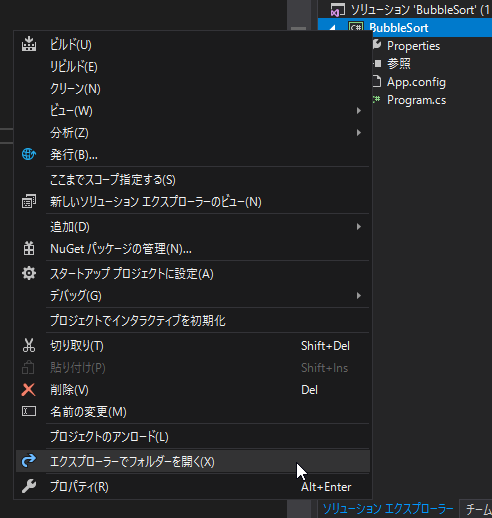 ソリューション 'BubbleSort' (1
C# BubbleSort
Properties
参照
App.config
C# Program.cs
ビルド(U)
リビルド(E)
クリーン(N)
ビュー(W)
分析(Z)
発行(B)...
ここまでスコープ指定する(S)
新しいソリューション エクスプローラーのビュー(N)
追加(D)
NuGet パッケージの管理(N)...
スタートアップ プロジェクトに設定(A)
デバッグ(G)
プロジェクトでインタラクティブを初期化
切り取り(T) Shift+Del
貼り付け(P) Shift+Ins
削除(V) Del
名前の変更(M)
プロジェクトのアンロード(L)
エクスプローラーでフォルダーを開く(X)
プロパティ(R) Alt+Enter
ソリューション エクスプローラー チーム